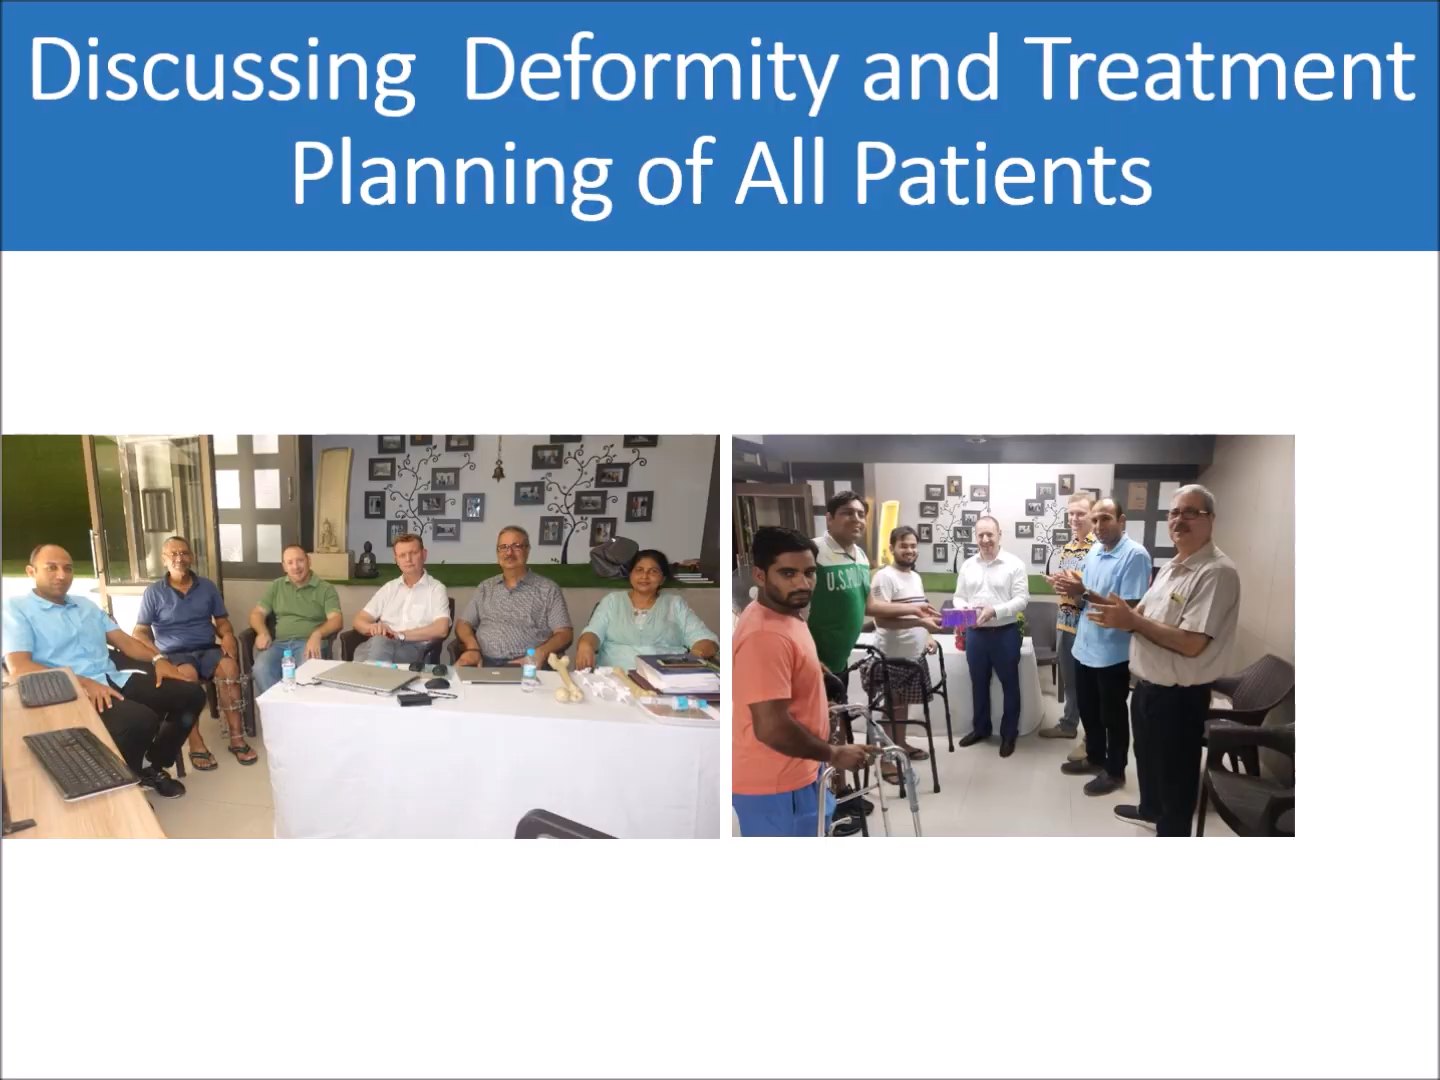 Discussing  Deformity and Treatment
Planning of All Patients